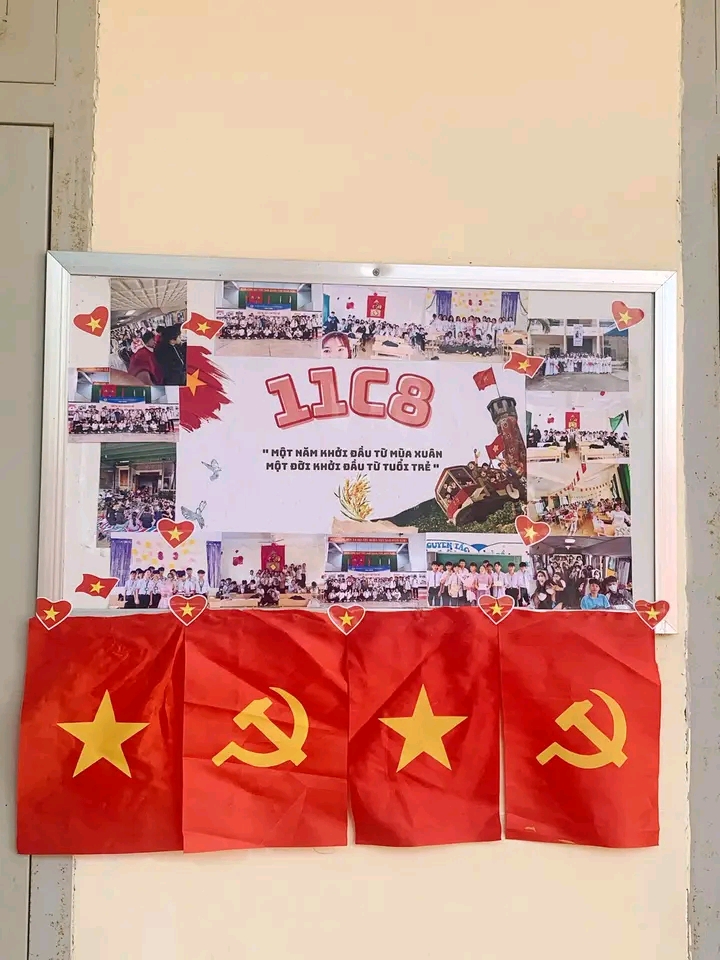 11C8
" MỘT NĂM KHỞI ĐẦU TỪ MÙA XUÂN
MỘT ĐỜI KHỞI ĐẦU TỪ TUỔI TRẺ "